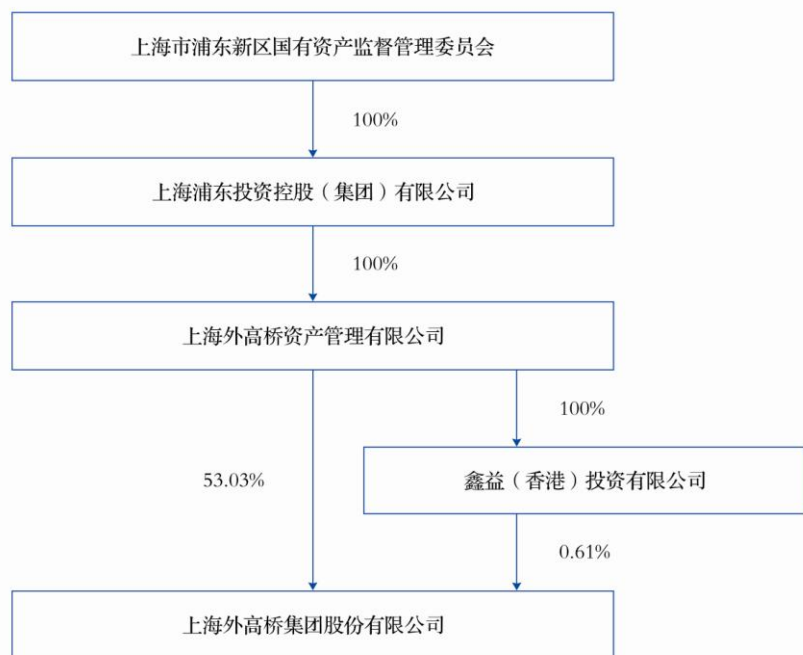 上海市浦东新区国有资产监督管理委员会
100%
上海浦东投资控股（集团）有限公司
100%
上海外高桥资产管理有限公司
100%
53.03%
鑫益（香港）投资有限公司
0.61%
上海外高桥集团股份有限公司